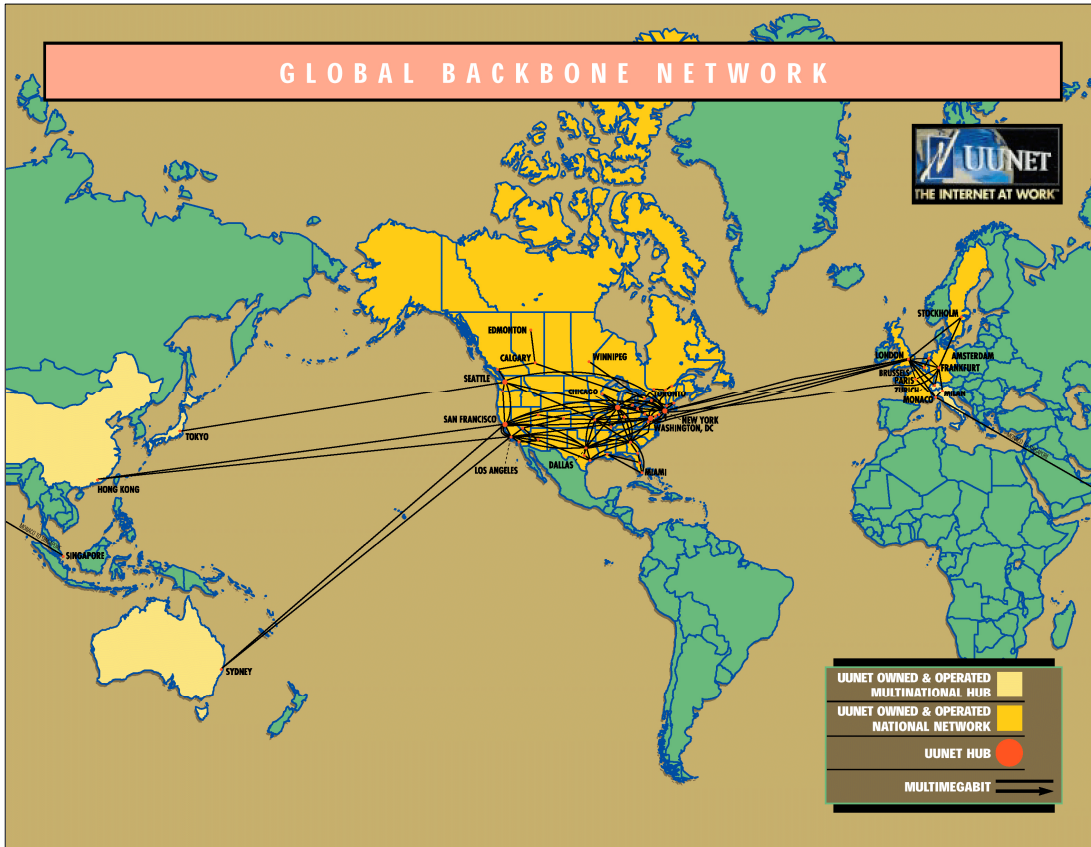 GLOBAL BACKBONE NETWORK
UUNET
THE INTERNET AT WORK™
STOCKHOLM
EDMONTON
CALGARY
WINNIPEG
LONDON
AMSTERDAM
BRUSSELS
FRANKFURT
PARIS
ZURICH
MILAN
MONACO
SEATTLE
CHICAGO
TORONTO
SAN FRANCISCO
NEW YORK
WASHINGTON, DC
TOKYO
LOS ANGELES
DALLAS
MIAMI
HONG KONG
SINGAPORE
SYDNEY
UUNET OWNED & OPERATED
MULTINATIONAL HUB
UUNET OWNED & OPERATED
NATIONAL NETWORK
UUNET HUB
MULTIMEGABIT